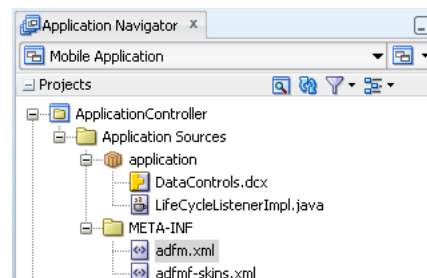 Application Navigator
Mobile Application
Projects
ApplicationController
Application Sources
application
DataControls.dcx
LifeCycleListenerImpl.java
META-INF
adfm.xml
adfmf-skins.xml